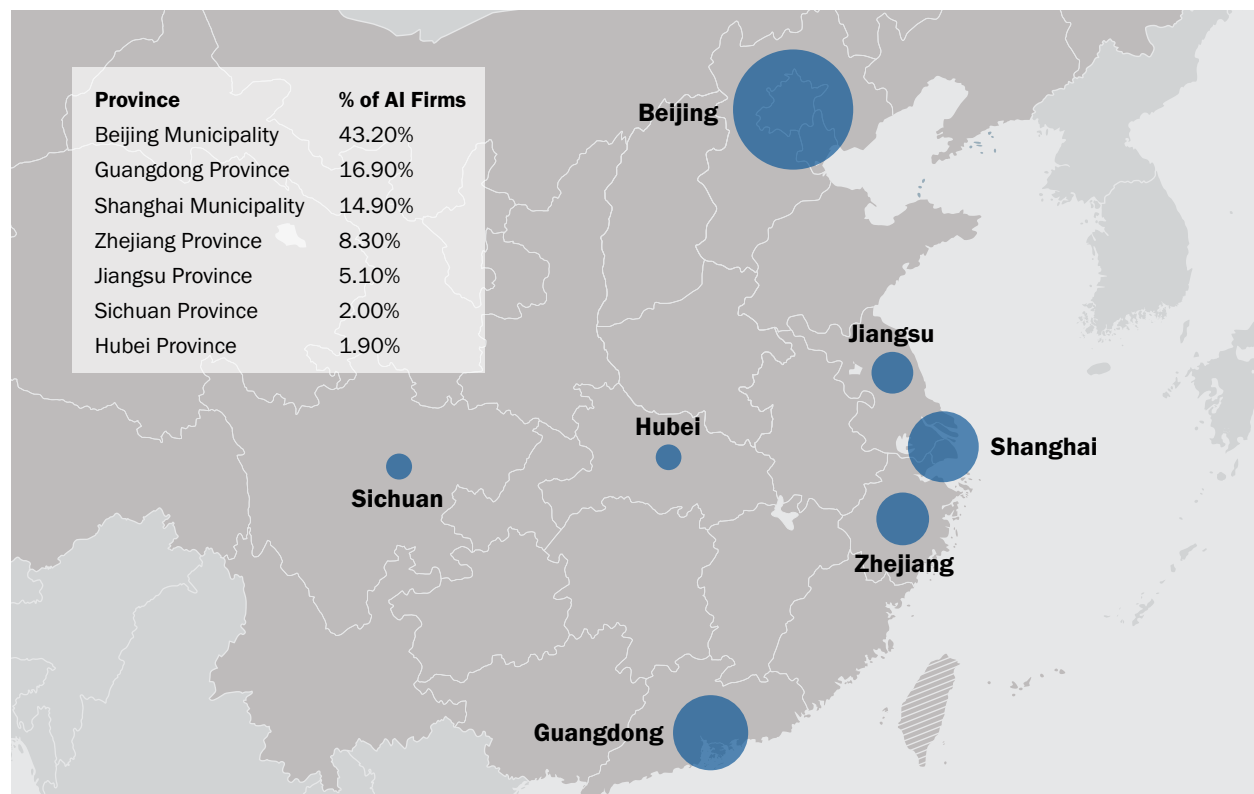 Province % of AI Firms
Beijing Municipality 43.20%
Guangdong Province 16.90%
Shanghai Municipality 14.90%
Zhejiang Province 8.30%
Jiangsu Province 5.10%
Sichuan Province 2.00%
Hubei Province 1.90%
Beijing
Jiangsu
Hubei
Shanghai
Sichuan
Zhejiang
Guangdong